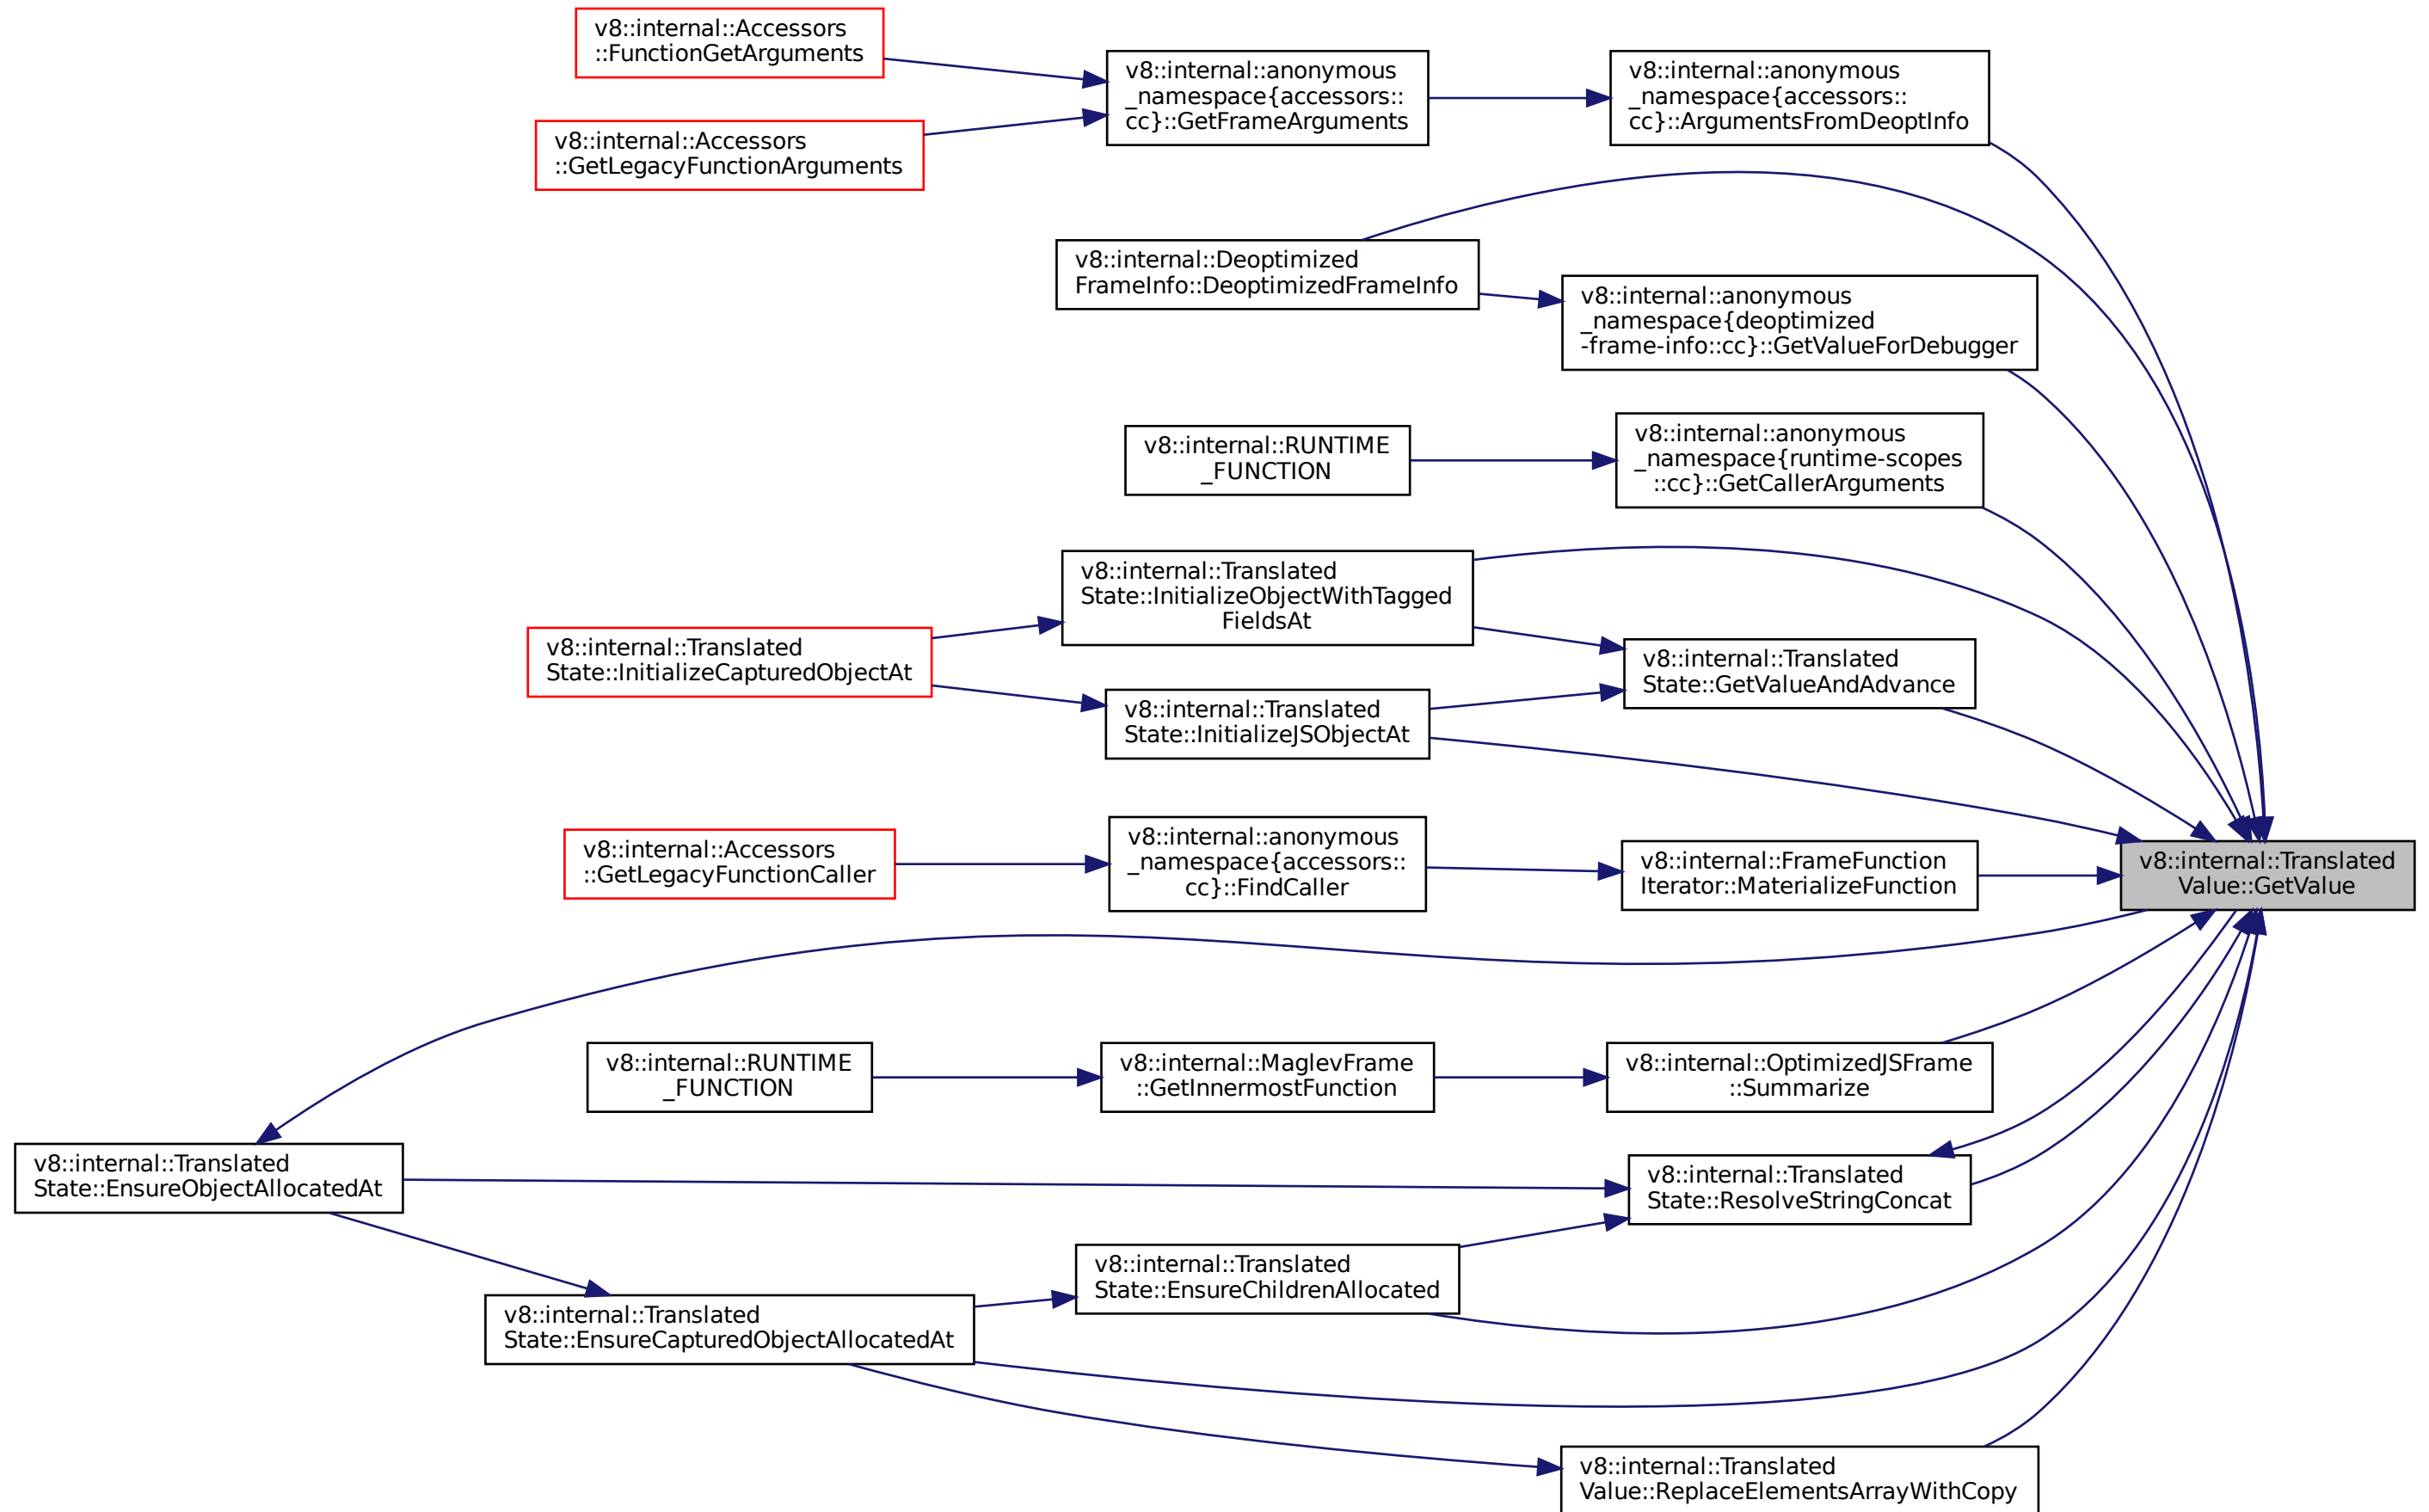 v8::internal::Accessors
::FunctionGetArguments
v8::internal::anonymous
_namespace{accessors::
cc}::GetFrameArguments
v8::internal::anonymous
_namespace{accessors::
cc}::ArgumentsFromDeoptInfo
v8::internal::Accessors
::GetLegacyFunctionArguments
v8::internal::Deoptimized
FrameInfo::DeoptimizedFrameInfo
v8::internal::anonymous
_namespace{deoptimized
-frame-info::cc}::GetValueForDebugger
v8::internal::RUNTIME
_FUNCTION
v8::internal::anonymous
_namespace{runtime-scopes
::cc}::GetCallerArguments
v8::internal::Translated
State::InitializeObjectWithTagged
FieldsAt
v8::internal::Translated
State::InitializeCapturedObjectAt
v8::internal::Translated
State::GetValueAndAdvance
v8::internal::Translated
State::InitializeJSObjectAt
v8::internal::Accessors
::GetLegacyFunctionCaller
v8::internal::anonymous
_namespace{accessors::
cc}::FindCaller
v8::internal::FrameFunction
Iterator::MaterializeFunction
v8::internal::Translated
Value::GetValue
v8::internal::RUNTIME
_FUNCTION
v8::internal::MaglevFrame
::GetInnermostFunction
v8::internal::OptimizedJSFrame
::Summarize
v8::internal::Translated
State::EnsureObjectAllocatedAt
v8::internal::Translated
State::ResolveStringConcat
v8::internal::Translated
State::EnsureChildrenAllocated
v8::internal::Translated
State::EnsureCapturedObjectAllocatedAt
v8::internal::Translated
Value::ReplaceElementsArrayWithCopy